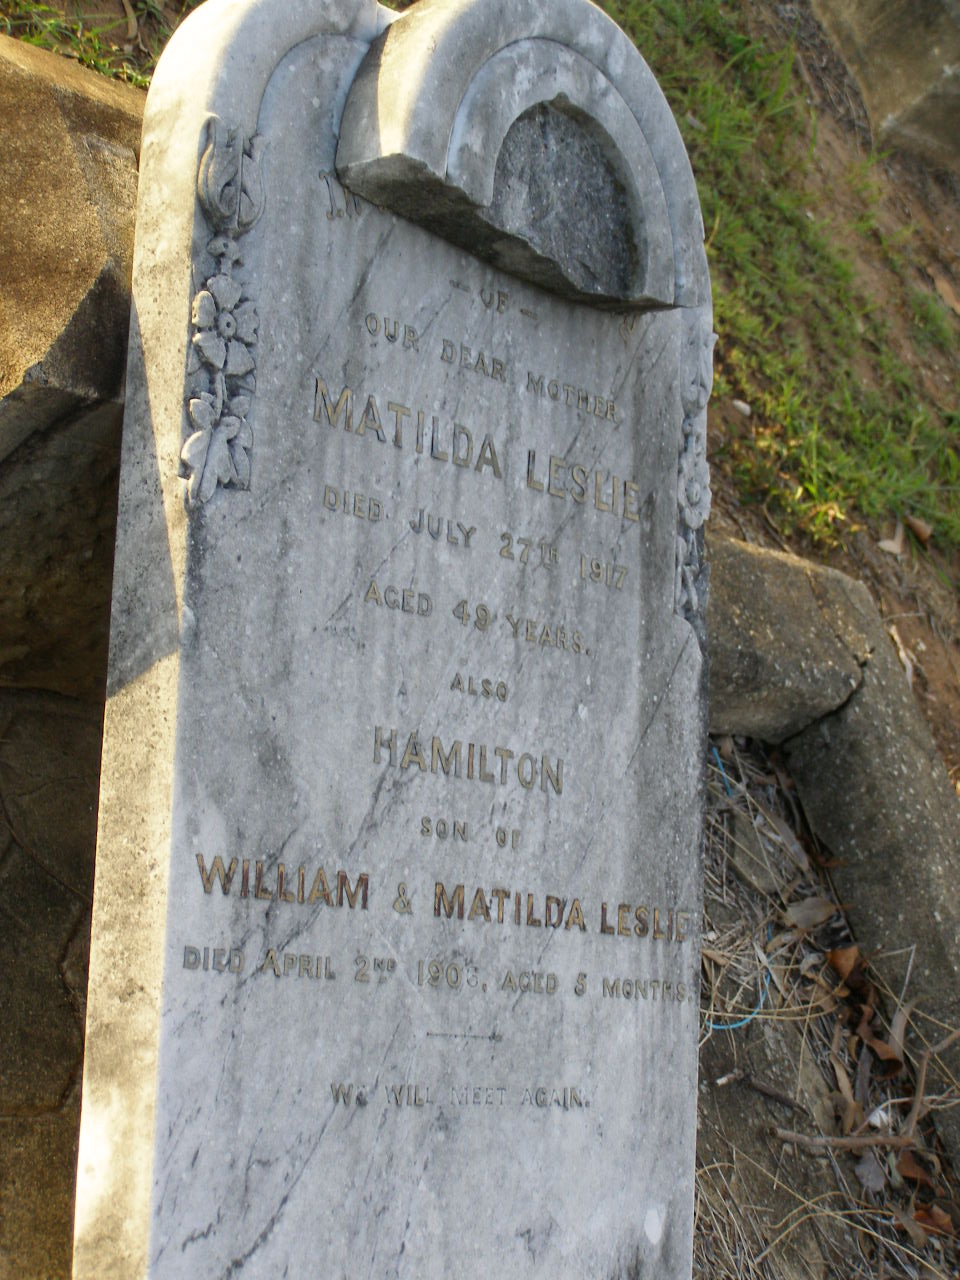 - OF -
OUR DEAR MOTHER
MATILDA LESLIE
DIED JULY 27TH 1917
AGED 49 YEARS.
ALSO
HAMILTON
SON OF
WILLIAM & MATILDA LESLIE
DIED APRIL 2ND AGED 5 MONTHS.
WE WILL MEET AGAIN.